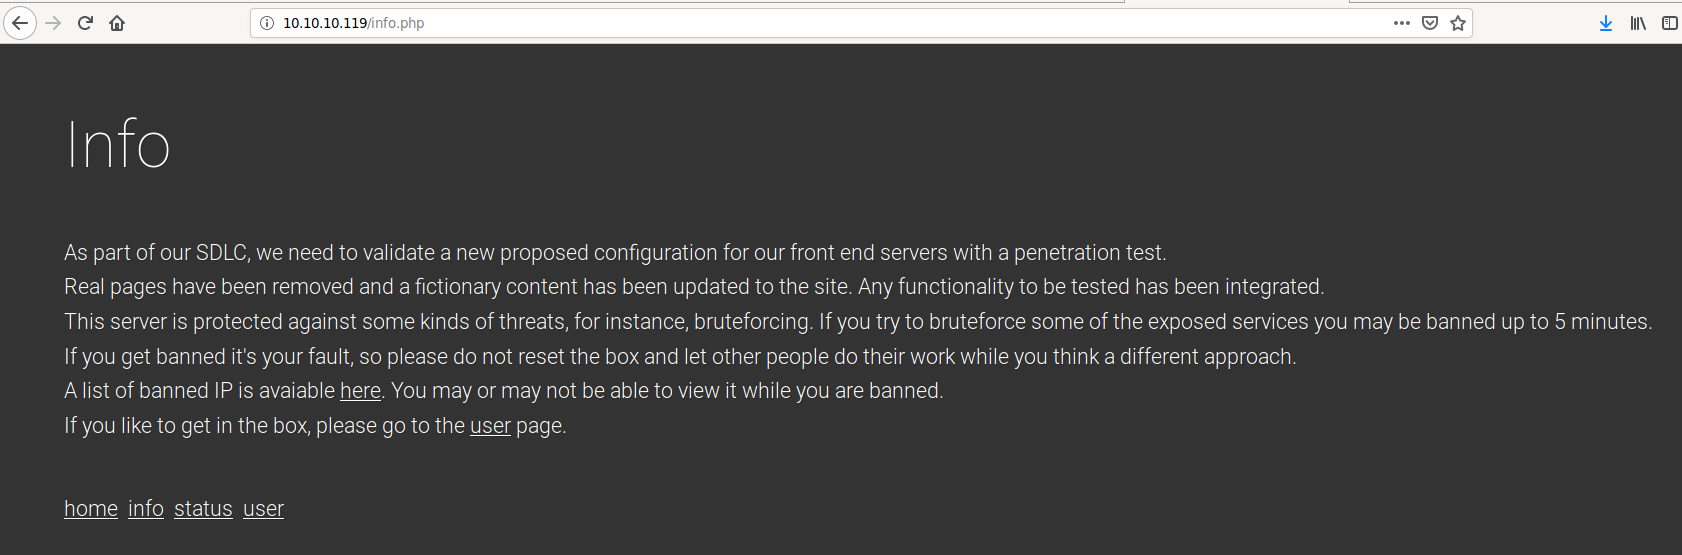 10.10.10.119/info.php
Info
As part of our SDLC, we need to validate a new proposed configuration for our front end servers with a penetration test.
Real pages have been removed and a fictionary content has been updated to the site. Any functionality to be tested has been integrated.
This server is protected against some kinds of threats, for instance, bruteforcing. If you try to bruteforce some of the exposed services you may be banned up to 5 minutes.
If you get banned it's your fault, so please do not reset the box and let other people do their work while you think a different approach.
A list of banned IP is avaiable here. You may or may not be able to view it while you are banned.
If you like to get in the box, please go to the user page.
home info status user